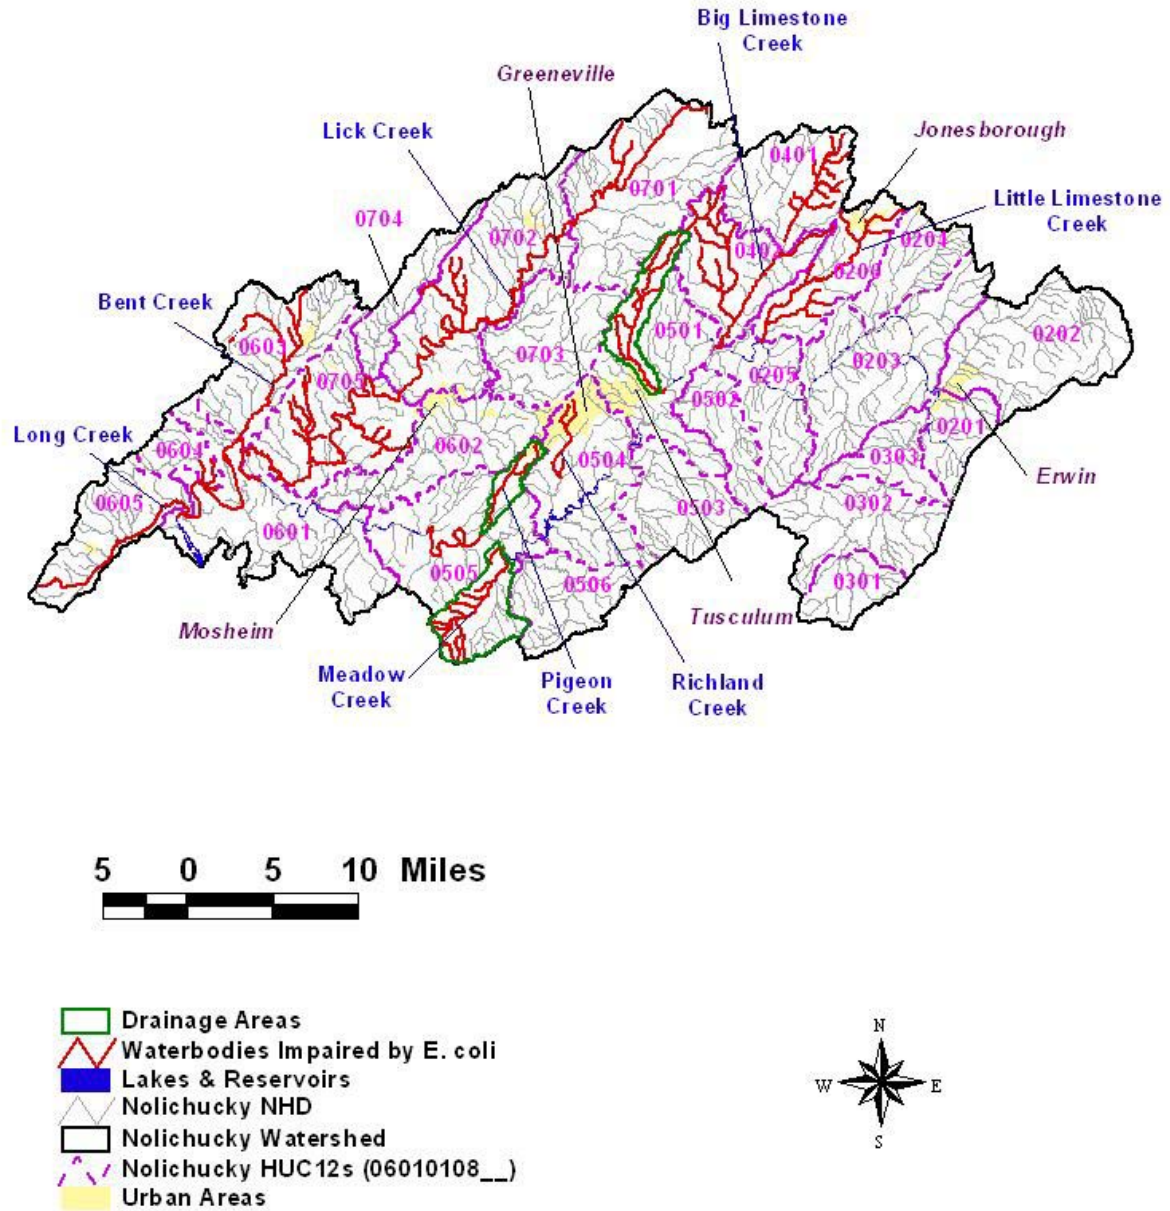 Big Limestone
Creek
Greeneville
Lick Creek
Jonesborough
0401
0701
Little Limestone
Creek
0704
0702
0402
0204
0200
Bent Creek
0501
0202
0603
0703
0203
0705
0205
0502
Long Creek
0201
0604
0602
0504
0303
Erwin
0605
0503
0302
0601
0505
0506
0301
Mosheim
Tusculum
Meadow
Creek
Pigeon
Creek
Richland
Creek
5 0 5 10 Miles
Drainage Areas
Waterbodies Impaired by E. coli
Lakes & Reservoirs
Nolichucky NHD
Nolichucky Watershed
Nolichucky HUC12s (06010108__)
Urban Areas
N
W E
S